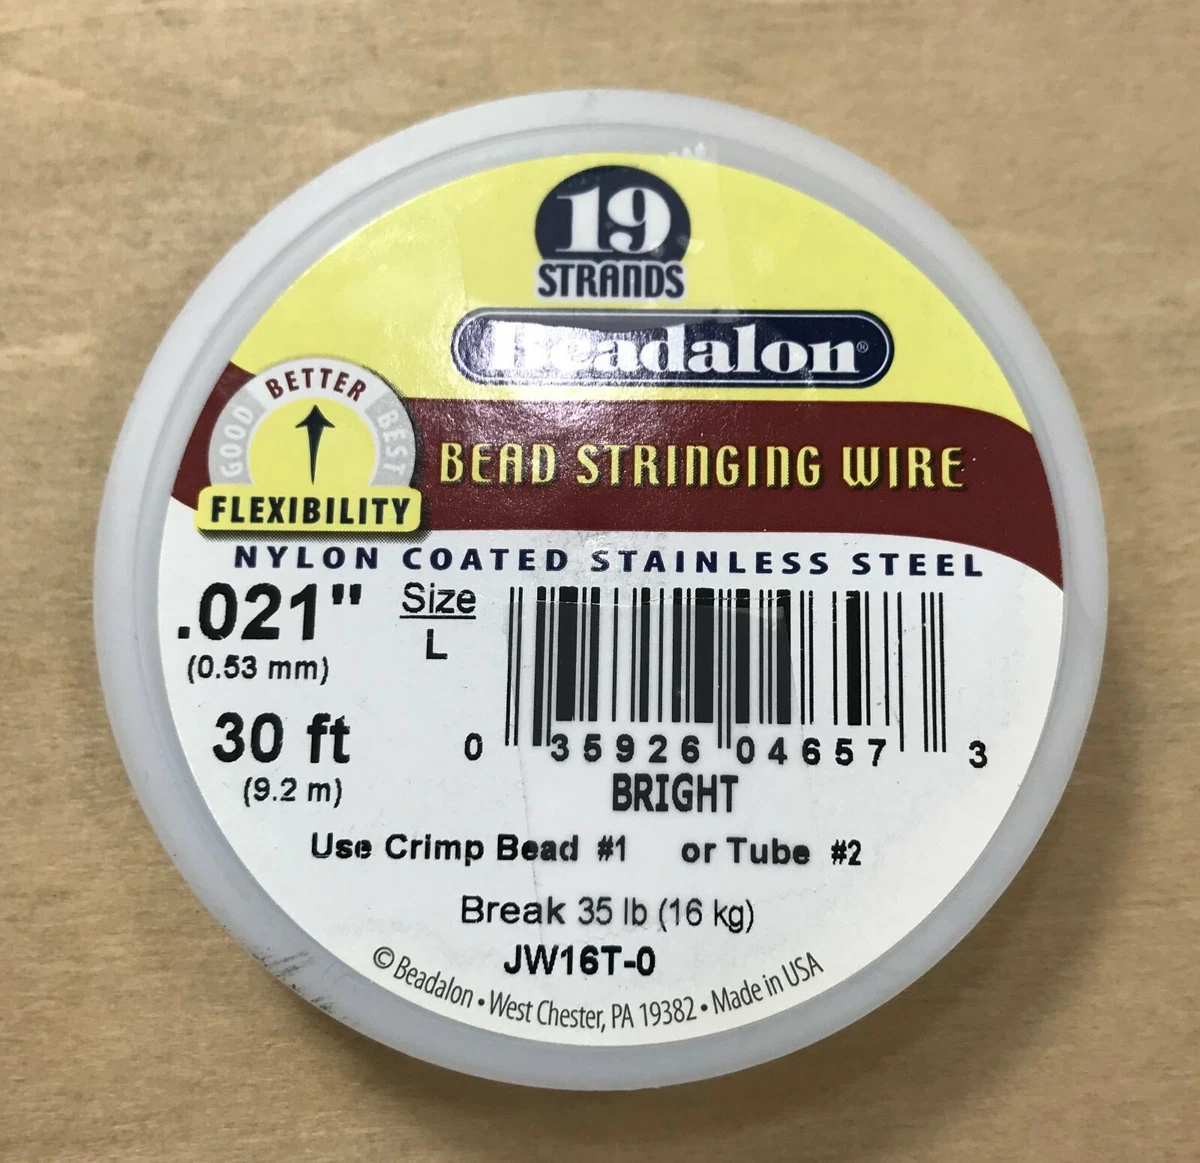 19
STRANDS
Beadalon®
GOOD BETTER BEST
FLEXIBILITY
BEAD STRINGING WIRE
NYLON COATED STAINLESS STEEL
.021"
(0.53 mm)
Size
L
30 ft
(9.2 m)
0 35926 04657 3
BRIGHT
Use Crimp Bead #1 or Tube #2
Break 35 lb (16 kg)
JW16T-0
© Beadalon • West Chester, PA 19382 • Made in USA